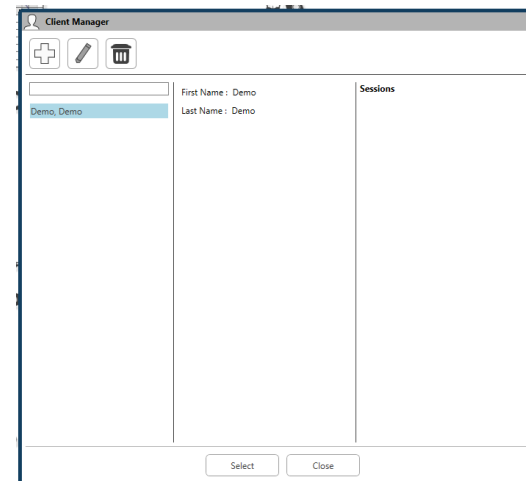 Client Manager
Demo, Demo
First Name : Demo
Last Name : Demo
Sessions
Select
Close